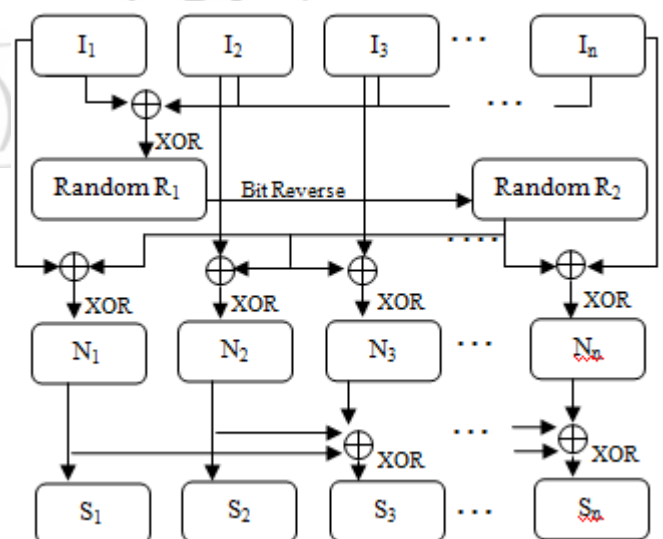 I1 I2 I3 ... In
...
XOR
Random R1 Bit Reverse Random R2
....
XOR XOR XOR XOR
N1 N2 N3 ... Nn
...
XOR XOR
S1 S2 S3 ... Sn